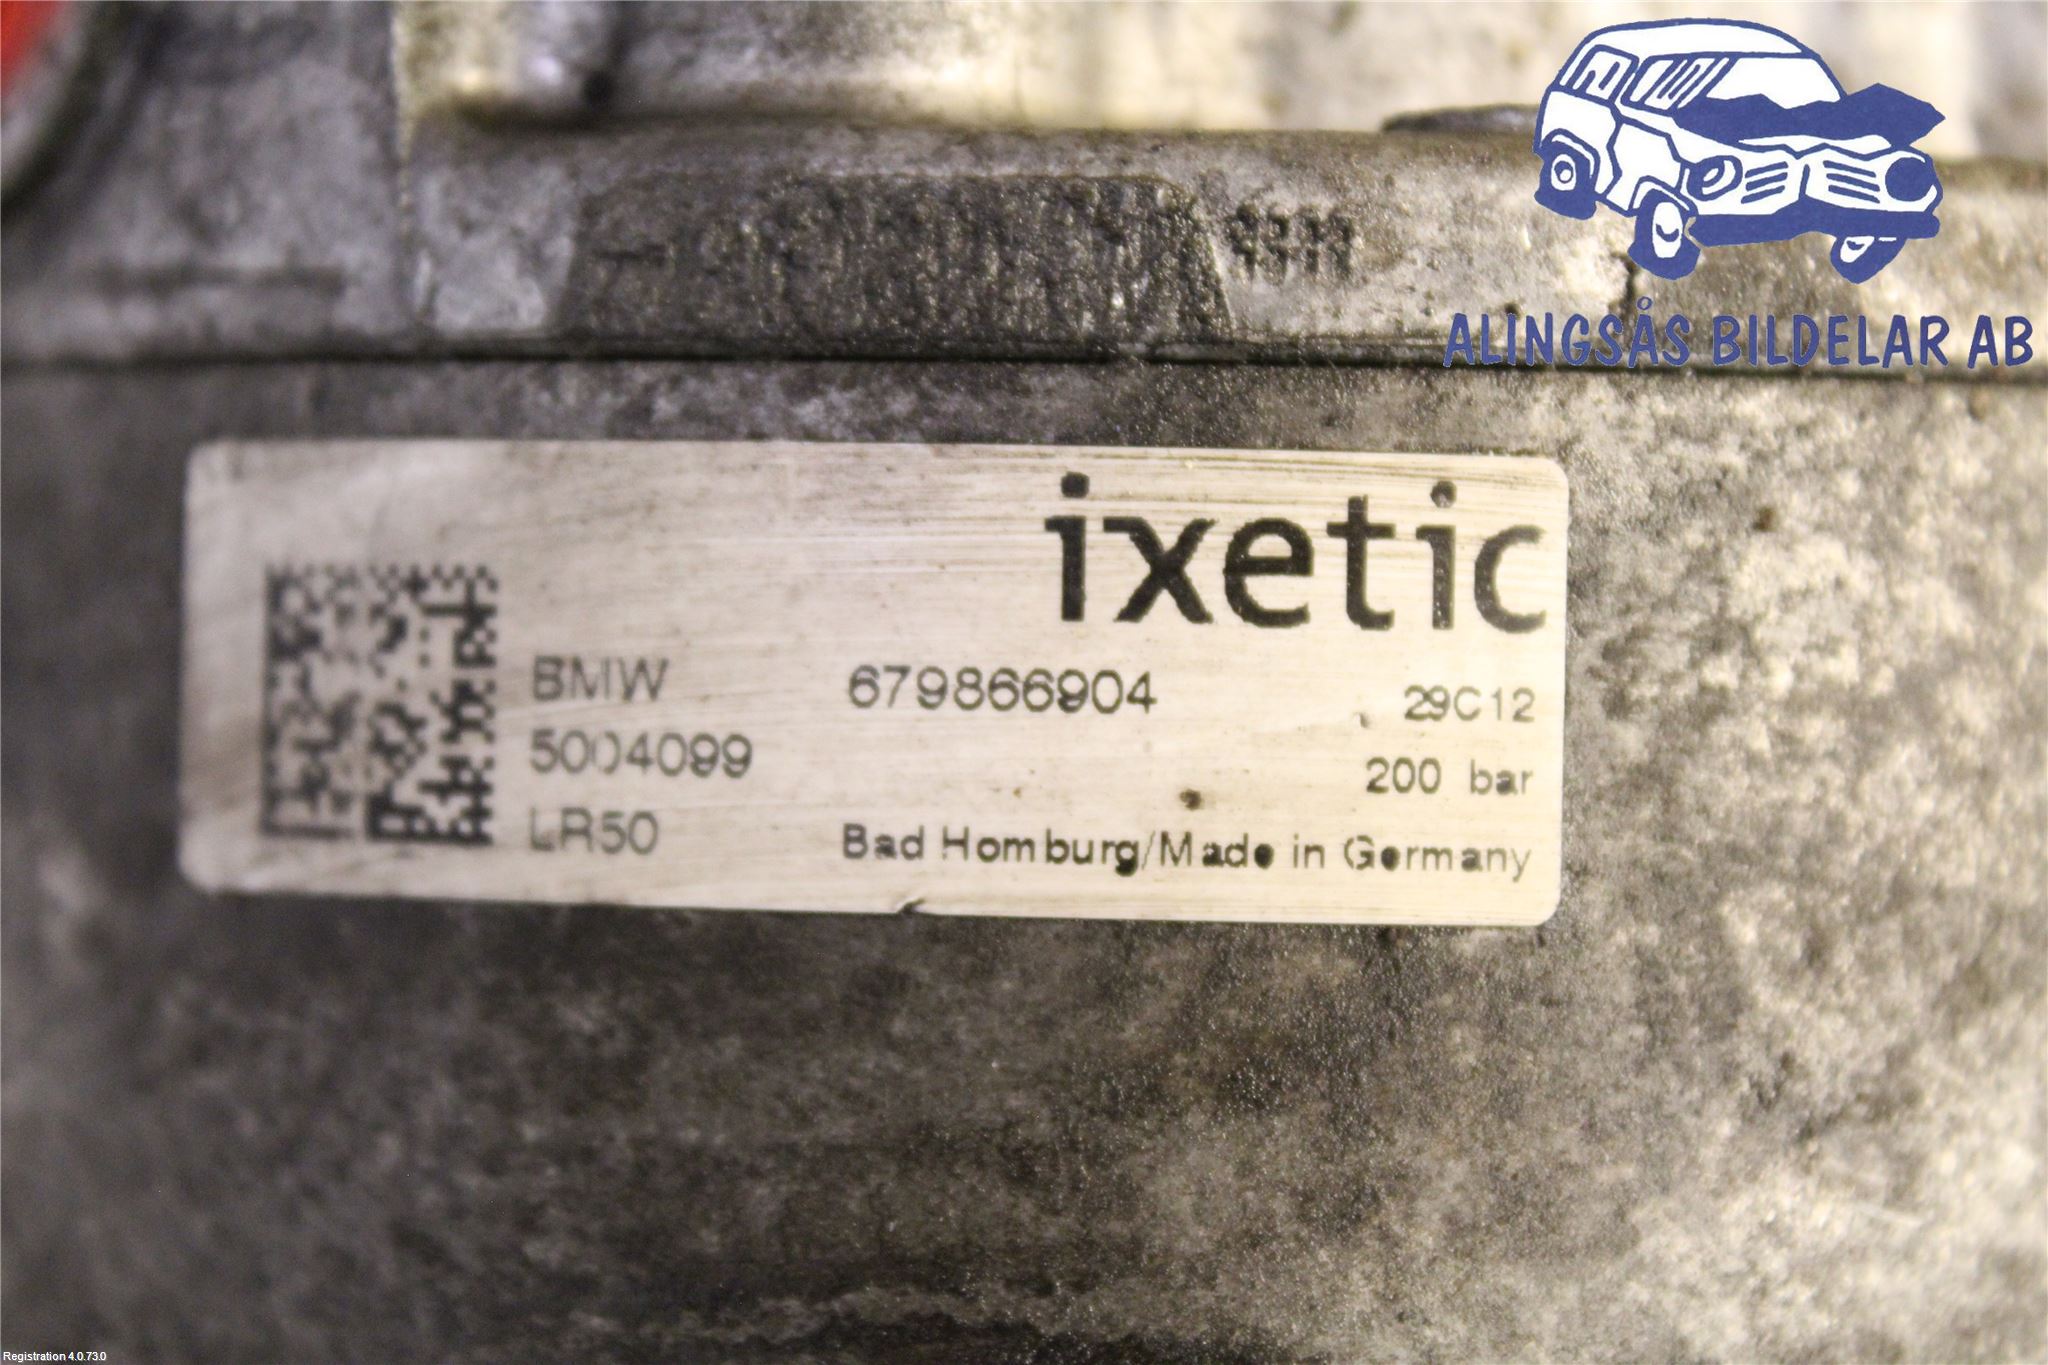 ALINGSÅS BILDELAR AB
ixetic
BMW 679866904 29C12
5004099 200 bar
LR50 Bad Homburg/Made in Germany
Registration 4.0.73.0